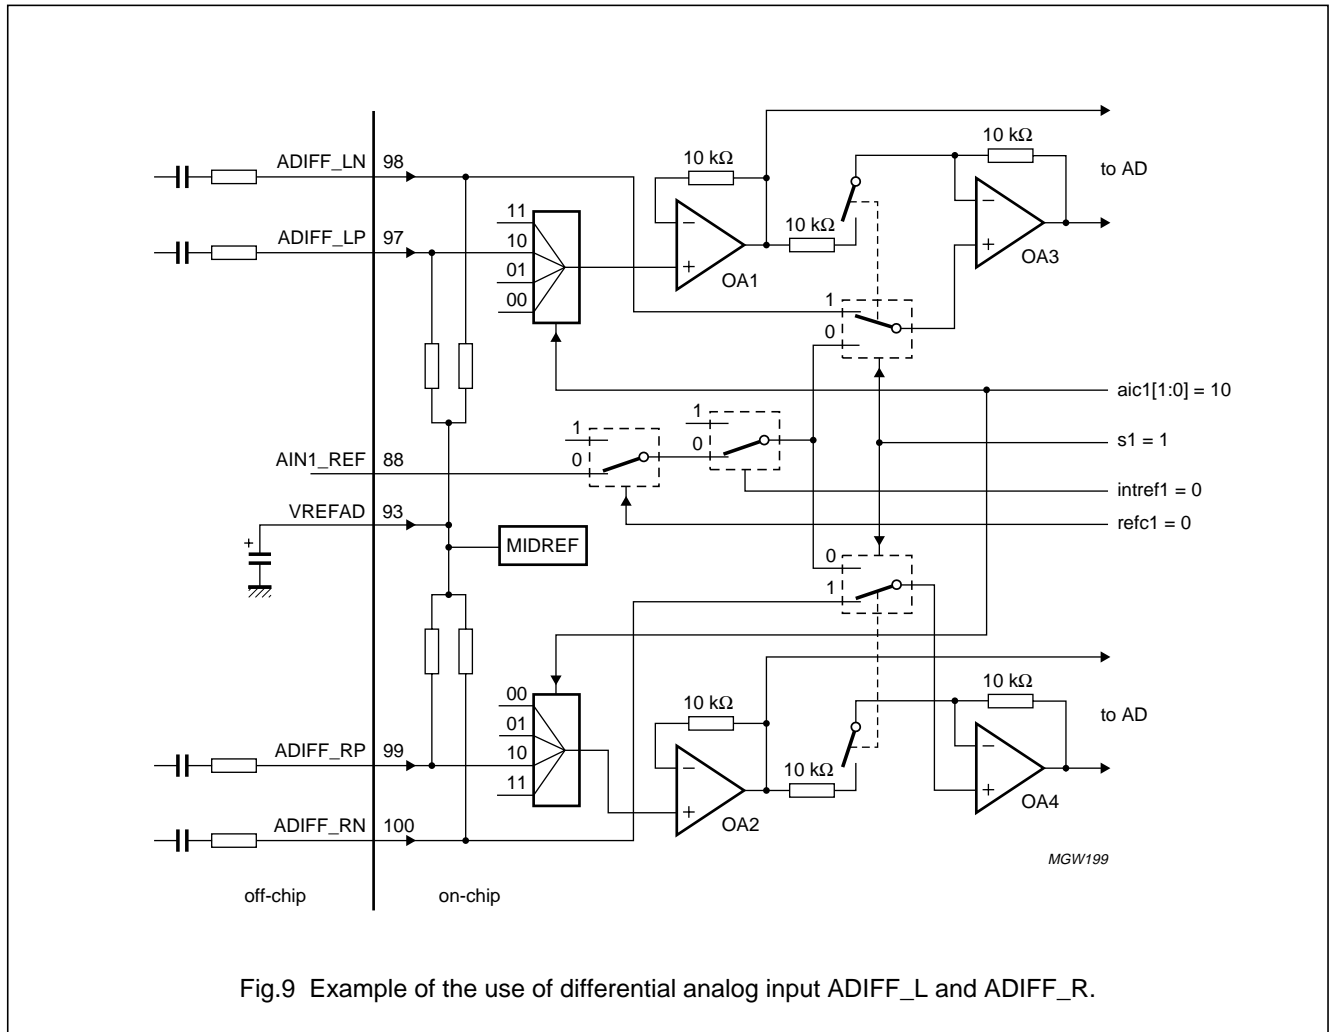 10 kΩ
10 kΩ
ADIFF_LN 98
to AD
11
ADIFF_LP 97
10
10 kΩ
01
OA1
OA3
00
1
0
−
+
−
+
aic1[1:0] = 10
1
1
0
s1 = 1
AIN1_REF 88
0
intref1 = 0
VREFAD 93
refc1 = 0
+
MIDREF
0
1
00
10 kΩ
10 kΩ
01
to AD
ADIFF_RP 99
10
11
10 kΩ
−
+
−
+
OA2
OA4
ADIFF_RN 100
MGW199
off-chip
on-chip
Fig.9 Example of the use of differential analog input ADIFF_L and ADIFF_R.